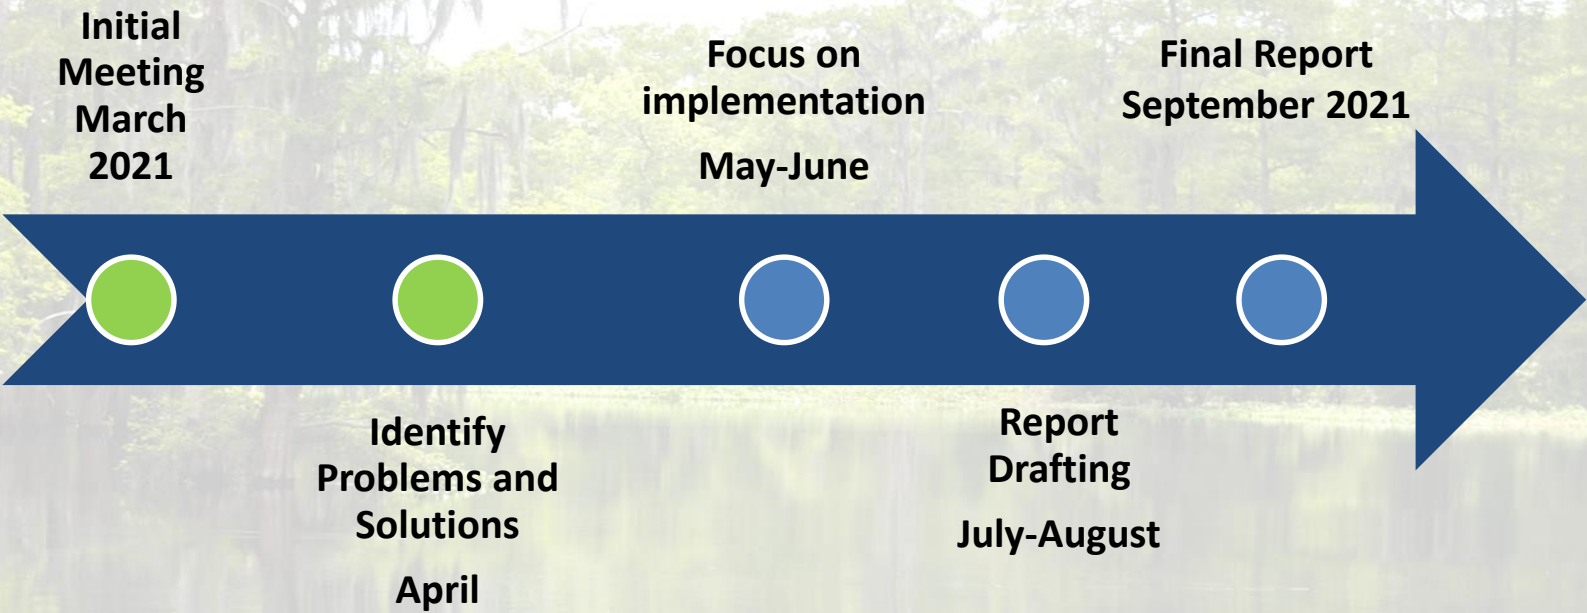 Initial
Meeting
March
2021
Identify
Problems and
Solutions
April
Focus on
implementation
May-June
Report
Drafting
July-August
Final Report
September 2021